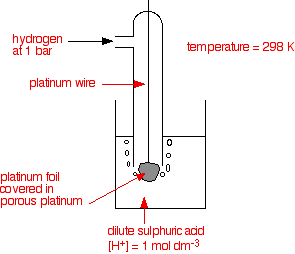 hydrogen
at 1 bar
temperature = 298 K
platinum wire
platinum foil
covered in
porous platinum
dilute sulphuric acid
[H⁺] = 1 mol dm⁻³